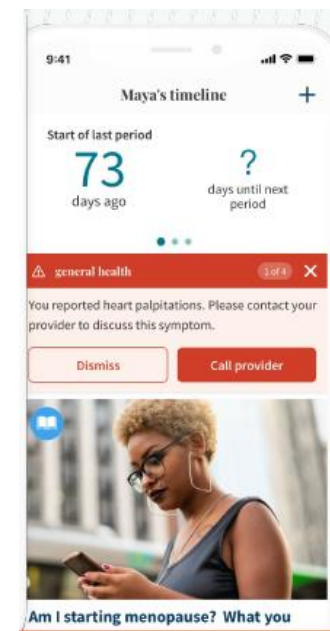 9:41
Maya's timeline +
Start of last period
73
days ago
?
days until next
period
general health 1 of 4
You reported heart palpitations. Please contact your
provider to discuss this symptom.
Dismiss Call provider
Am I starting menopause? What you